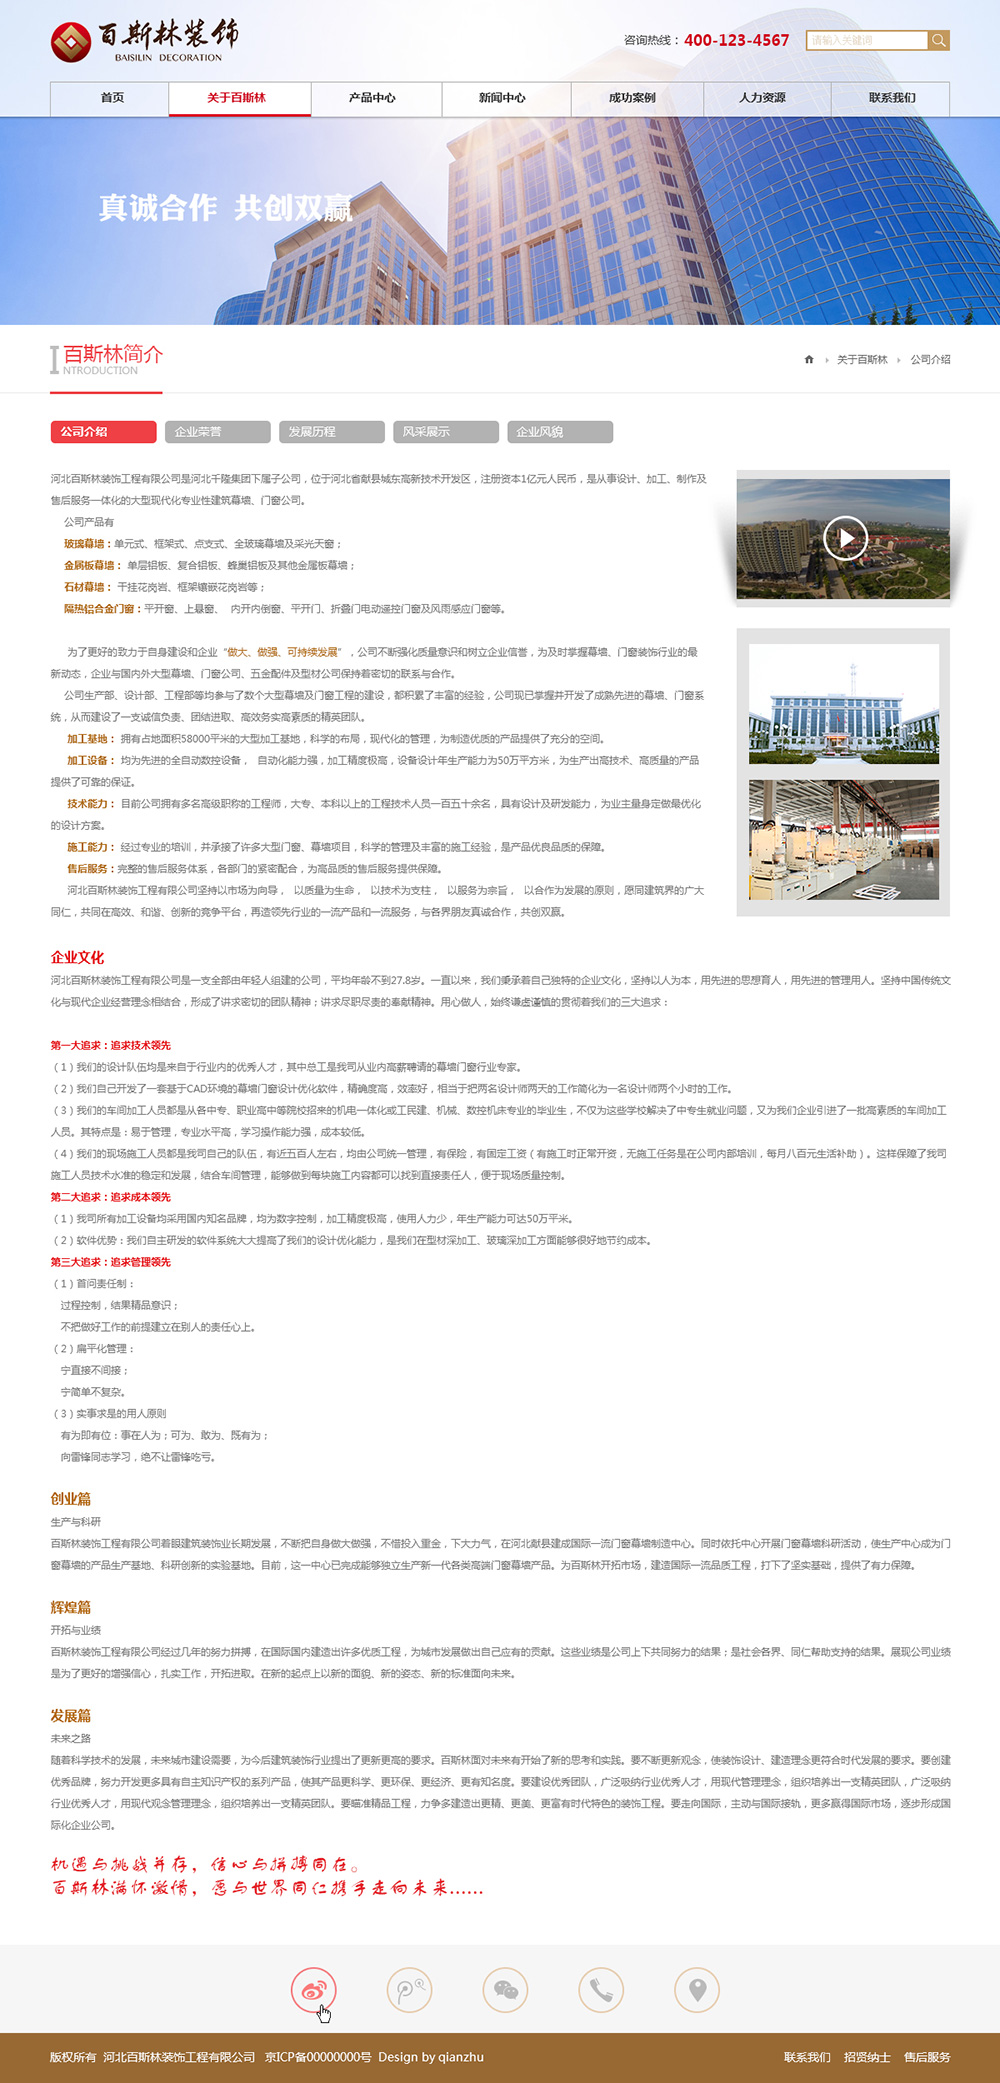 百斯林装饰
BAISILIN DECORATION
咨询热线：400-123-4567
请输入关键词
首页
关于百斯林
产品中心
新闻中心
成功案例
人力资源
联系我们
真诚合作 共创双赢
百斯林简介
INTRODUCTION
关于百斯林
公司介绍
公司介绍
企业荣誉
发展历程
风采展示
企业风貌
河北百斯林装饰工程有限公司是河北千隆集团下属子公司，位于河北省献县城东高新技术开发区，注册资本1亿元人民币，是从事设计、加工、制作及
售后服务一体化的大型现代化专业性建筑幕墙、门窗公司。
公司产品有
玻璃幕墙：单元式、框架式、点支式、全玻璃幕墙及采光天窗；
金属板幕墙： 单层铝板、复合铝板、蜂巢铝板及其他金属板幕墙；
石材幕墙： 干挂花岗岩、框架镶嵌花岗岩等；
隔热铝合金门窗：平开窗、上悬窗、 内开内倒窗、平开门、折叠门电动遥控门窗及风雨感应门窗等。
为了更好的致力于自身建设和企业“做大、做强、可持续发展”，公司不断强化质量意识和树立企业信誉，为及时掌握幕墙、门窗装饰行业的最
新动态，企业与国内外大型幕墙、门窗公司、五金配件及型材公司保持着密切的联系与合作。
公司生产部、设计部、工程部等均参与了数个大型幕墙及门窗工程的建设，都积累了丰富的经验，公司现已掌握并开发了成熟先进的幕墙、门窗系
统，从而建设了一支诚信负责、团结进取、高效务实高素质的精英团队。
加工基地： 拥有占地面积58000平米的大型加工基地，科学的布局，现代化的管理，为制造优质的产品提供了充分的空间。
加工设备： 均为先进的全自动数控设备， 自动化能力强，加工精度极高，设备设计年生产能力为50万平方米，为生产出高技术、高质量的产品
提供了可靠的保证。
技术能力： 目前公司拥有多名高级职称的工程师，大专、本科以上的工程技术人员一百五十余名，具有设计及研发能力，为业主量身定做最优化
的设计方案。
施工能力： 经过专业的培训，并承接了许多大型门窗、幕墙项目，科学的管理及丰富的施工经验，是产品优良品质的保障。
售后服务：完整的售后服务体系，各部门的紧密配合，为高品质的售后服务提供保障。
河北百斯林装饰工程有限公司坚持以市场为向导， 以质量为生命， 以技术为支柱， 以服务为宗旨， 以合作为发展的原则，愿同建筑界的广大
同仁，共同在高效、和谐、创新的竞争平台，再造领先行业的一流产品和一流服务，与各界朋友真诚合作，共创双赢。
企业文化
河北百斯林装饰工程有限公司是一支全部由年轻人组建的公司，平均年龄不到27.8岁。一直以来，我们秉承着自己独特的企业文化，坚持以人为本，用先进的思想育人，用先进的管理用人。坚持中国传统文
化与现代企业经营理念相结合，形成了讲求密切的团队精神；讲求尽职尽责的奉献精神。用心做人，始终谦虚谨慎的贯彻着我们的三大追求：
第一大追求：追求技术领先
（1）我们的设计队伍均是来自于行业内的优秀人才，其中总工是我司从业内高薪聘请的幕墙门窗行业专家。
（2）我们自己开发了一套基于CAD环境的幕墙门窗设计优化软件，精确度高，效率好，相当于把两名设计师两天的工作简化为一名设计师两个小时的工作。
（3）我们的车间加工人员都是从各中专、职业高中等院校招来的机电一体化或工民建、机械、数控机床专业的毕业生，不仅为这些学校解决了中专生就业问题，又为我们企业引进了一批高素质的车间加工
人员。其特点是：易于管理，专业水平高，学习操作能力强，成本较低。
（4）我们的现场施工人员都是我司自己的队伍，有近五百人左右，均由公司统一管理，有保险，有固定工资（有施工时正常开资，无施工任务是在公司内部培训，每月八百元生活补助）。这样保障了我司
施工人员技术水准的稳定和发展，结合车间管理，能够做到每块施工内容都可以找到直接责任人，便于现场质量控制。
第二大追求：追求成本领先
（1）我司所有加工设备均采用国内知名品牌，均为数字控制，加工精度极高，使用人力少，年生产能力可达50万平米。
（2）软件优势：我们自主研发的软件系统大大提高了我们的设计优化能力，是我们在型材深加工、玻璃深加工方面能够很好地节约成本。
第三大追求：追求管理领先
（1）首问责任制：
过程控制，结果精品意识；
不把做好工作的前提建立在别人的责任心上。
（2）扁平化管理：
宁直接不间接；
宁简单不复杂。
（3）实事求是的用人原则
有为即有位：事在人为；可为、敢为、既有为；
向雷锋同志学习，绝不让雷锋吃亏。
创业篇
生产与科研
百斯林装饰工程有限公司着眼建筑装饰业长期发展，不断把自身做大做强，不惜投入重金，下大力气，在河北献县建成国际一流门窗幕墙制造中心。同时依托中心开展门窗幕墙科研活动，使生产中心成为门
窗幕墙的产品生产基地、科研创新的实验基地。目前，这一中心已完成能够独立生产新一代各类高端门窗幕墙产品。为百斯林开拓市场，建造国际一流品质工程，打下了坚实基础，提供了有力保障。
辉煌篇
开拓与业绩
百斯林装饰工程有限公司经过几年的努力拼搏，在国际国内建造出许多优质工程，为城市发展做出自己应有的贡献。这些业绩是公司上下共同努力的结果；是社会各界、同仁帮助支持的结果。展现公司业绩
是为了更好的增强信心，扎实工作，开拓进取。在新的起点上以新的面貌、新的姿态、新的标准面向未来。
发展篇
未来之路
随着科学技术的发展，未来城市建设需要，为今后建筑装饰行业提出了更新更高的要求。百斯林面对未来有开始了新的思考和实践。要不断更新观念，使装饰设计、建造理念更符合时代发展的要求。要创建
优秀品牌，努力开发更多具有自主知识产权的系列产品，使其产品更科学、更环保、更经济、更有知名度。要建设优秀团队，广泛吸纳行业优秀人才，用现代管理理念，组织培养出一支精英团队，广泛吸纳
行业优秀人才，用现代观念管理理念，组织培养出一支精英团队。要瞄准精品工程，力争多建造出更精、更美、更富有时代特色的装饰工程。要走向国际，主动与国际接轨，更多赢得国际市场，逐步形成国
际化企业公司。
机遇与挑战并存，信心与拼搏同在。
百斯林满怀激情，愿与世界同仁携手走向未来……
版权所有 河北百斯林装饰工程有限公司 京ICP备00000000号 Design by qianzhu
联系我们 招贤纳士 售后服务